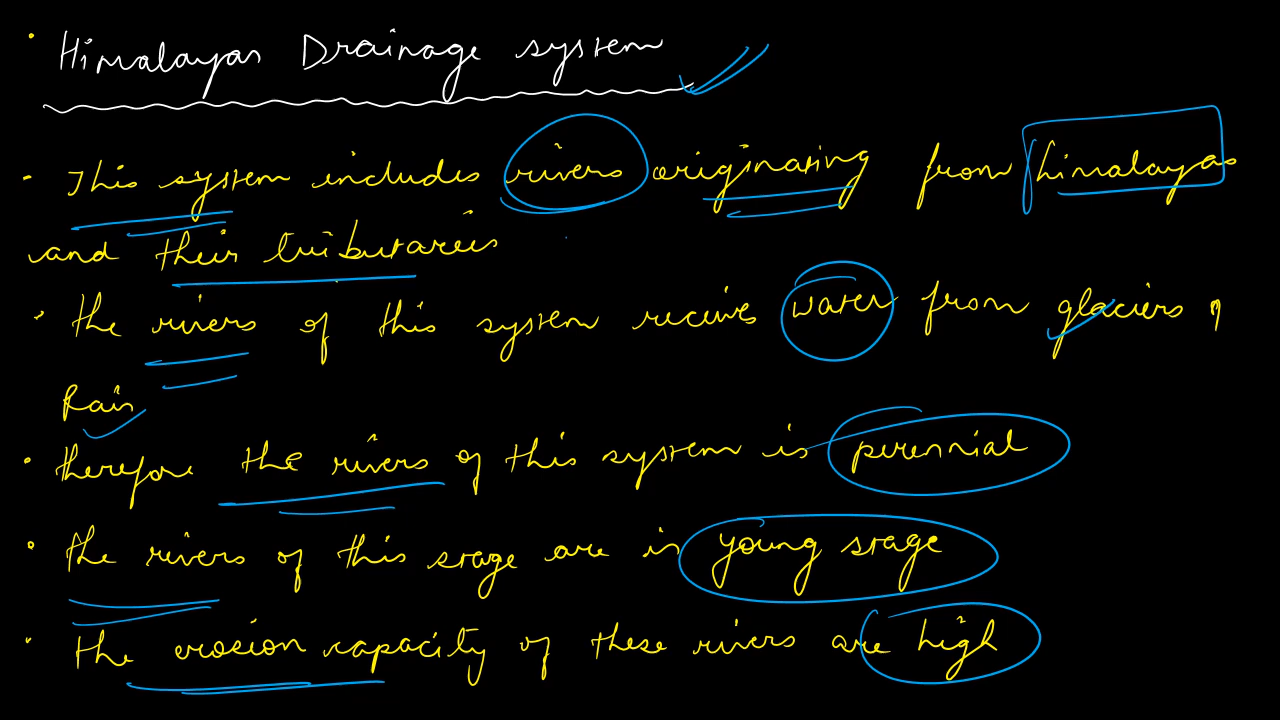 Himalayan Drainage system
- This system includes rivers originating from himalayas
and their tributaries
• the rivers of this system receives water from glaciers &
Rain
• therefore the rivers of this system is perennial
• the rivers of this stage are in young stage
• the erosion capacity of these rivers are high